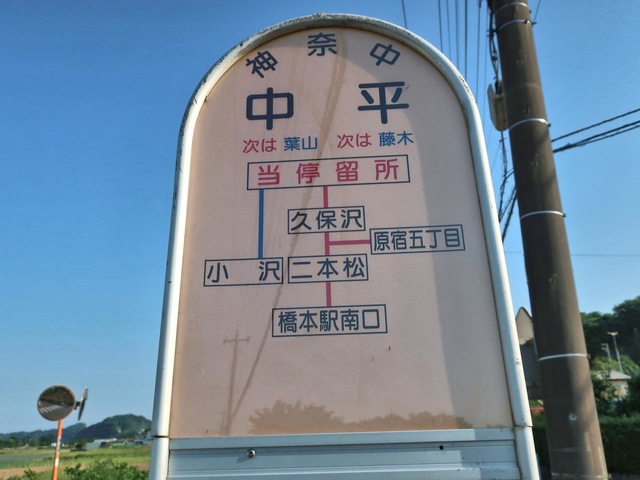 神奈中
中平
次は 葉山 次は 藤木
当停留所
久保沢
原宿五丁目
小沢 二本松
橋本駅南口